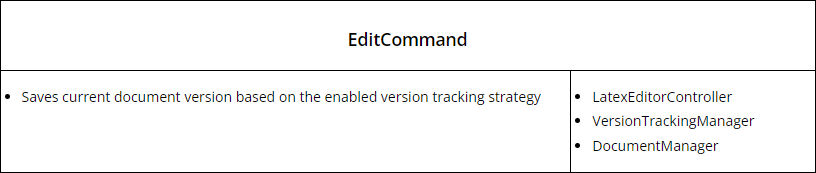 EditCommand
Saves current document version based on the enabled version tracking strategy
LatexEditorController
VersionTrackingManager
DocumentManager